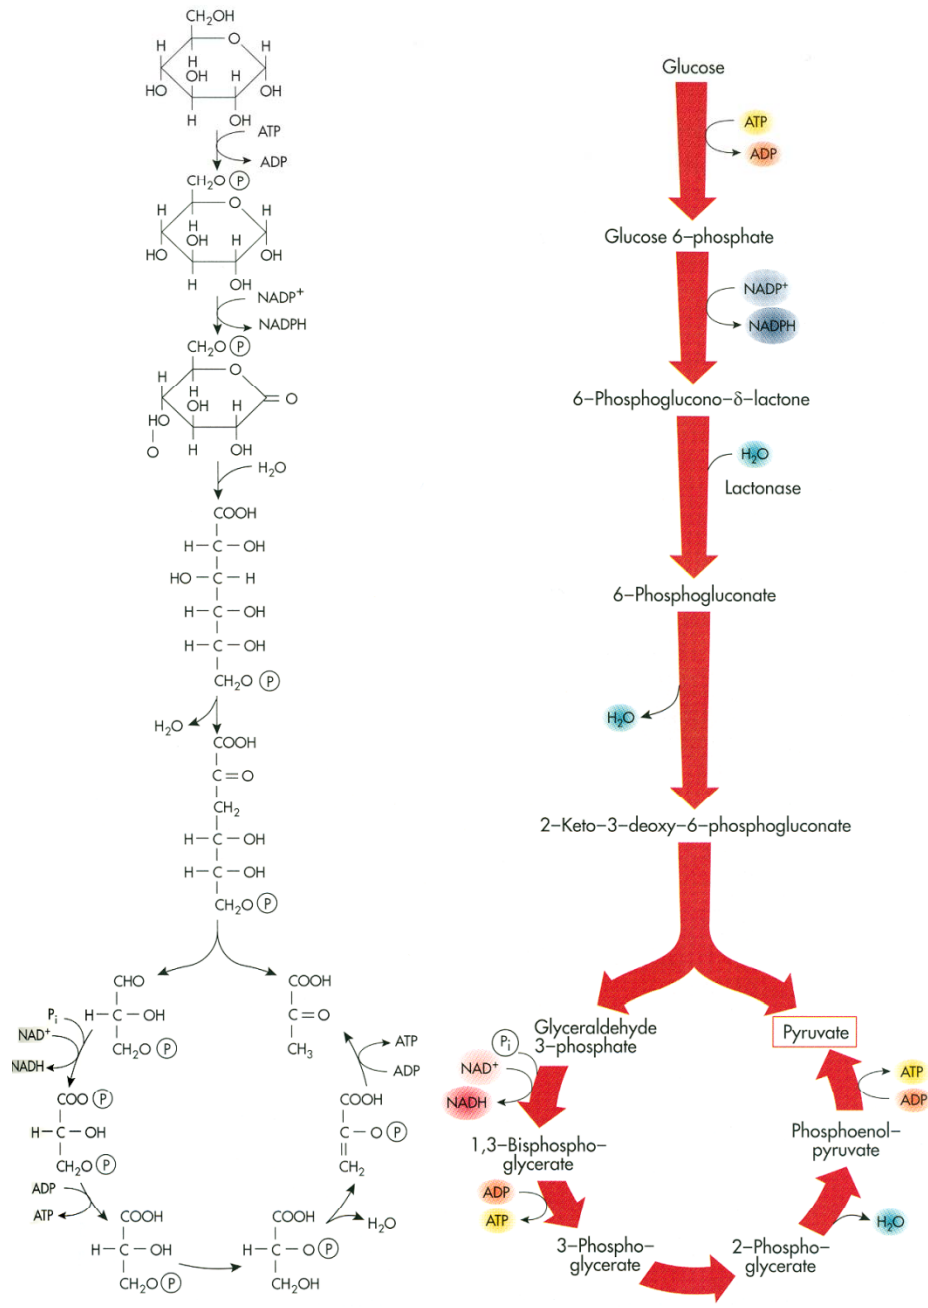 CH₂OH
O
H
H
H
OH
H
HO
OH
H
OH
ATP
ADP
CH₂O Ⓟ
O
H
H
H
OH
H
HO
OH
H
OH
NADP⁺
NADPH
CH₂O Ⓟ
O
H
H
OH
H
O
HO
O
H
OH
H₂O
COOH
H–C–OH
HO–C–H
H–C–OH
H–C–OH
CH₂O Ⓟ
H₂O
COOH
C=O
CH₂
H–C–OH
H–C–OH
CH₂O Ⓟ
CHO
H–C–OH
CH₂O Ⓟ
Pᵢ
NAD⁺
NADH
COO Ⓟ
H–C–OH
CH₂O Ⓟ
ADP
ATP
COOH
H–C–OH
CH₂O Ⓟ
COOH
H–C–O Ⓟ
CH₂OH
H₂O
COOH
C–O Ⓟ
CH₂
ATP
ADP
COOH
C=O
CH₃
Glucose
ATP
ADP
Glucose 6–phosphate
NADP⁺
NADPH
6–Phosphoglucono–δ–lactone
H₂O
Lactonase
6–Phosphogluconate
H₂O
2–Keto–3–deoxy–6–phosphogluconate
Glyceraldehyde
3–phosphate
Pᵢ
NAD⁺
NADH
1,3–Bisphospho–
glycerate
ADP
ATP
3–Phospho–
glycerate
2–Phospho–
glycerate
H₂O
Phosphoenol–
pyruvate
ATP
ADP
Pyruvate